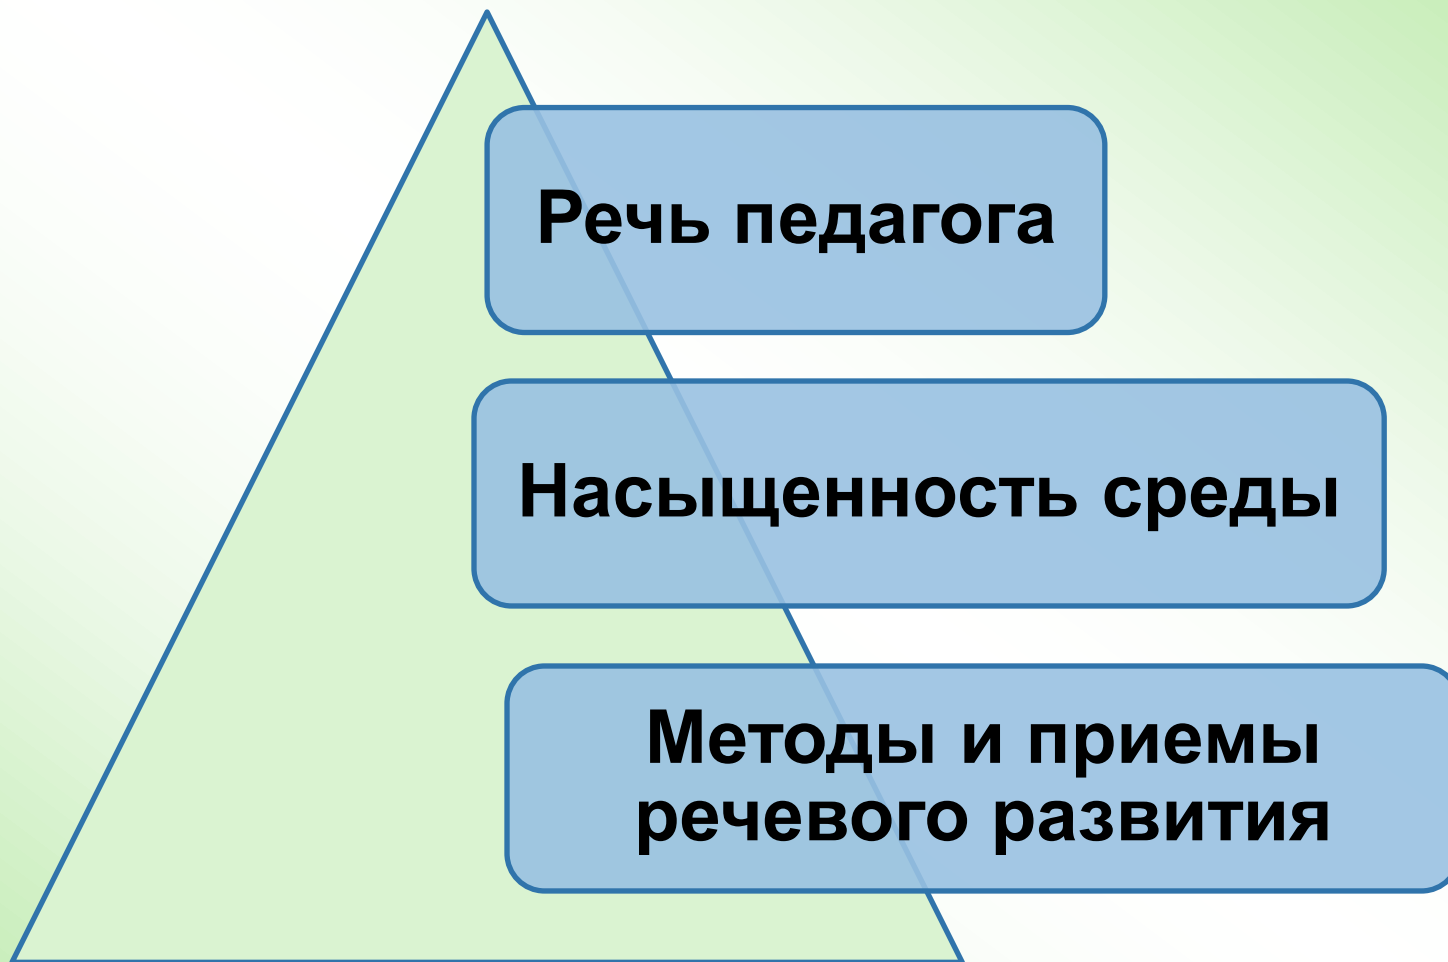 Речь педагога
Насыщенность среды
Методы и приемы
речевого развития